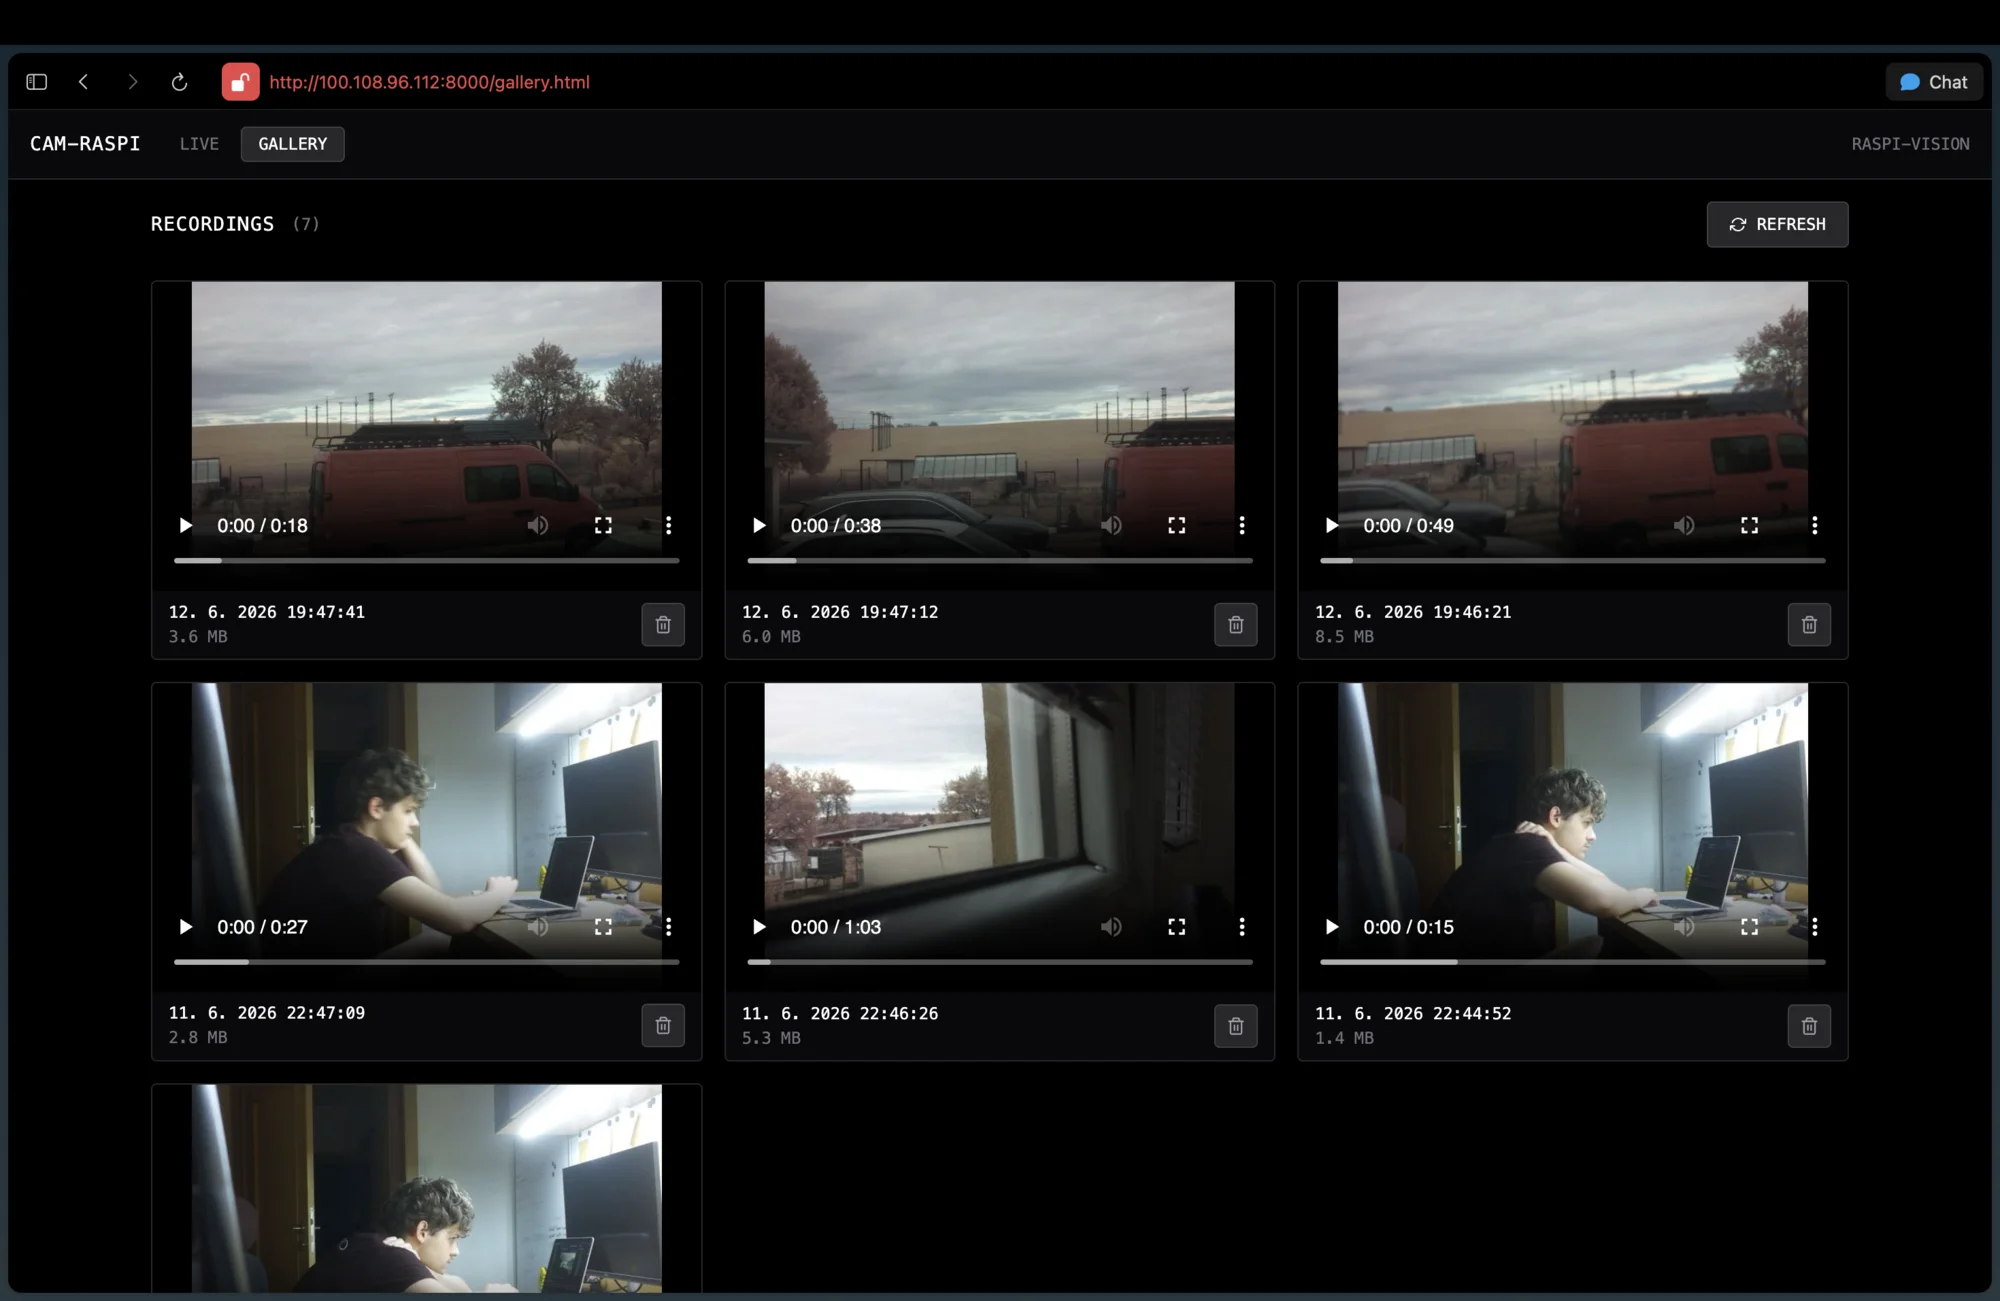 http://100.108.96.112:8000/gallery.html
Chat
CAM-RASPI
LIVE
GALLERY
RASPI-VISION
RECORDINGS (7)
REFRESH
0:00 / 0:18
0:00 / 0:38
0:00 / 0:49
12. 6. 2026 19:47:41
3.6 MB
12. 6. 2026 19:47:12
6.0 MB
12. 6. 2026 19:46:21
8.5 MB
0:00 / 0:27
0:00 / 1:03
0:00 / 0:15
11. 6. 2026 22:47:09
2.8 MB
11. 6. 2026 22:46:26
5.3 MB
11. 6. 2026 22:44:52
1.4 MB